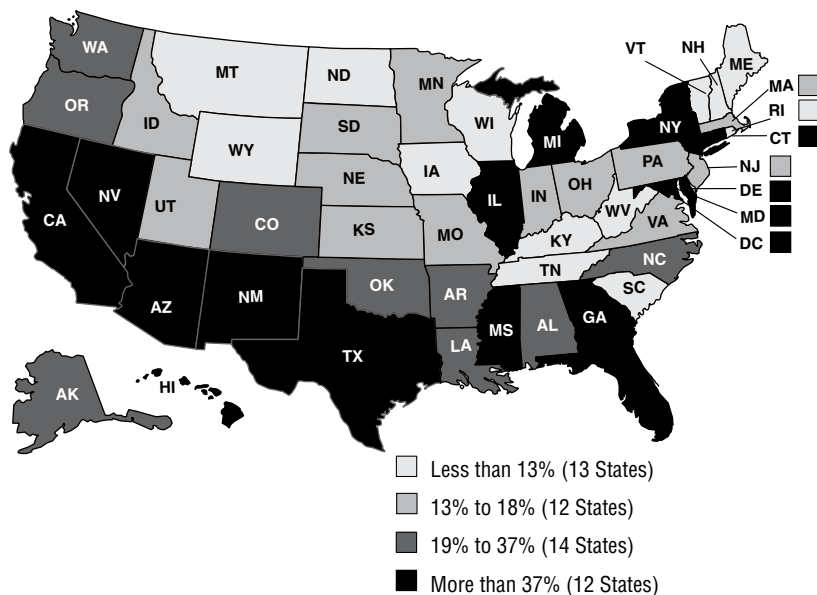 WA
VT
NH
ME
MT
ND
MN
MA
OR
ID
SD
WI
NY
RI
MI
CT
WY
IA
PA
NJ
NE
DE
NV
IL
IN
OH
MD
UT
WV
VA
CA
CO
KS
MO
KY
DC
NC
TN
OK
AR
SC
AZ
NM
MS
AL
GA
TX
LA
AK
HI
Less than 13% (13 States)
13% to 18% (12 States)
19% to 37% (14 States)
More than 37% (12 States)